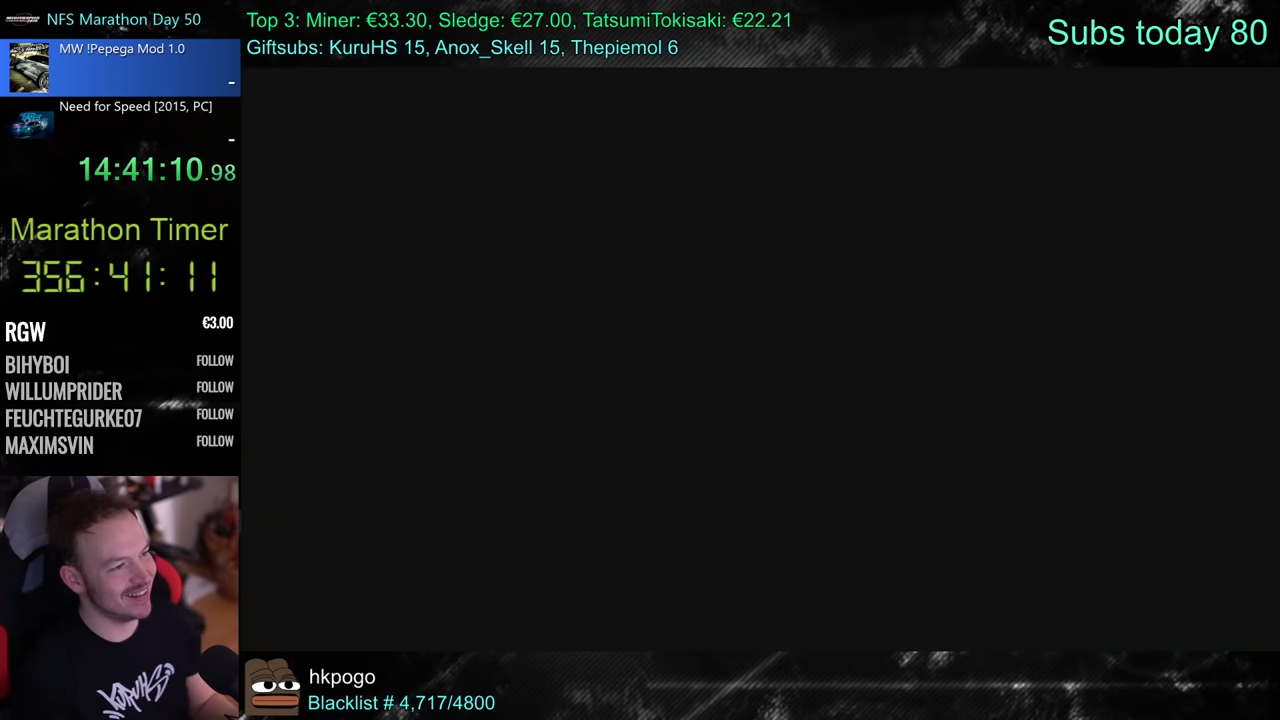 NFS Marathon Day 50
MW !Pepega Mod 1.0
-
Need for Speed [2015, PC]
-
14:41:10.98
Marathon Timer
356:41:11
RGW €3.00
BIHYBOI FOLLOW
WILLUMPRIDER FOLLOW
FEUCHTEGURKE07 FOLLOW
MAXIMSVIN FOLLOW
Top 3: Miner: €33.30, Sledge: €27.00, TatsumiTokisaki: €22.21
Giftsubs: KuruHS 15, Anox_Skell 15, Thepiemol 6
Subs today 80
KURUHS
hkpogo
Blacklist # 4,717/4800